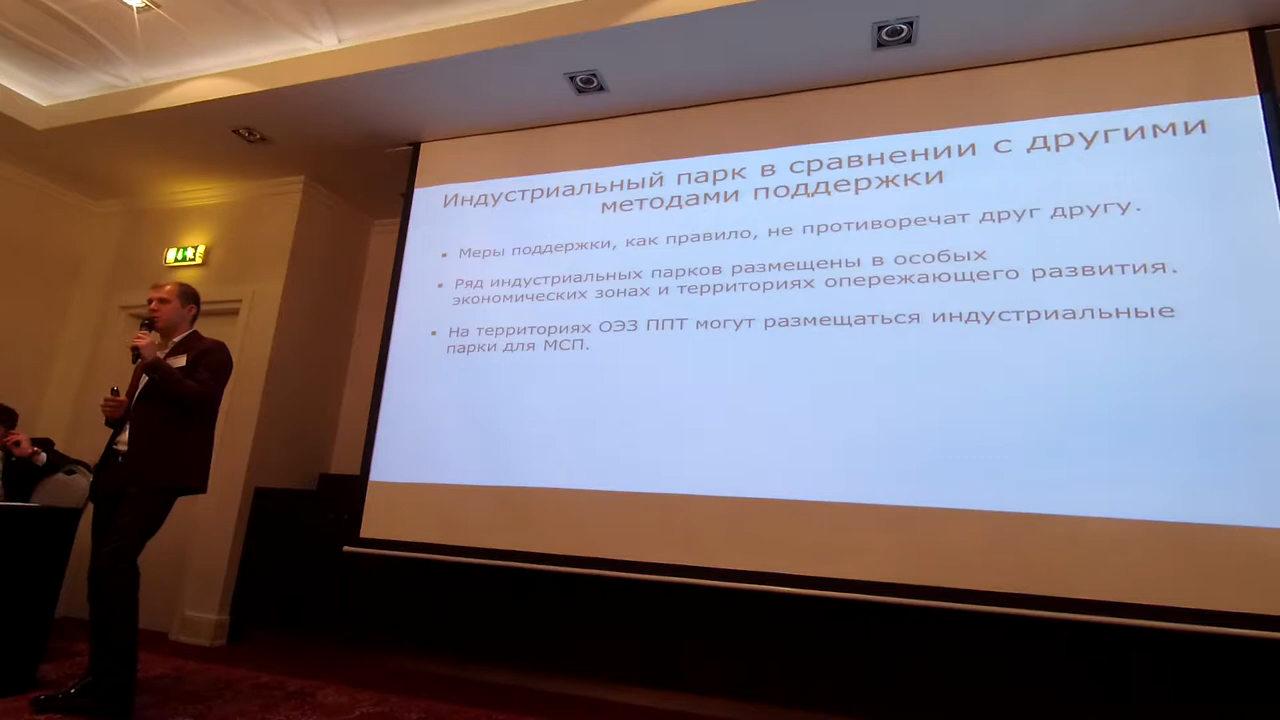 Индустриальный парк в сравнении с другими
методами поддержки
Меры поддержки, как правило, не противоречат друг другу.
Ряд индустриальных парков размещены в особых
экономических зонах и территориях опережающего развития.
На территориях ОЭЗ ППТ могут размещаться индустриальные
парки для МСП.